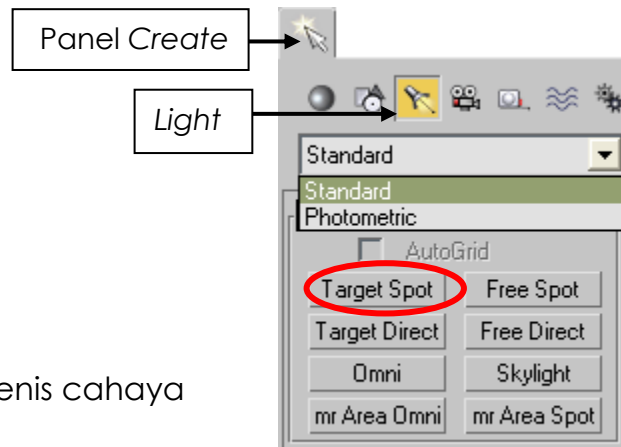 Panel Create
Light
Standard
Standard
Photometric
AutoGrid
Target Spot Free Spot
Target Direct Free Direct
Omni Skylight
enis cahaya
mr Area Omni mr Area Spot